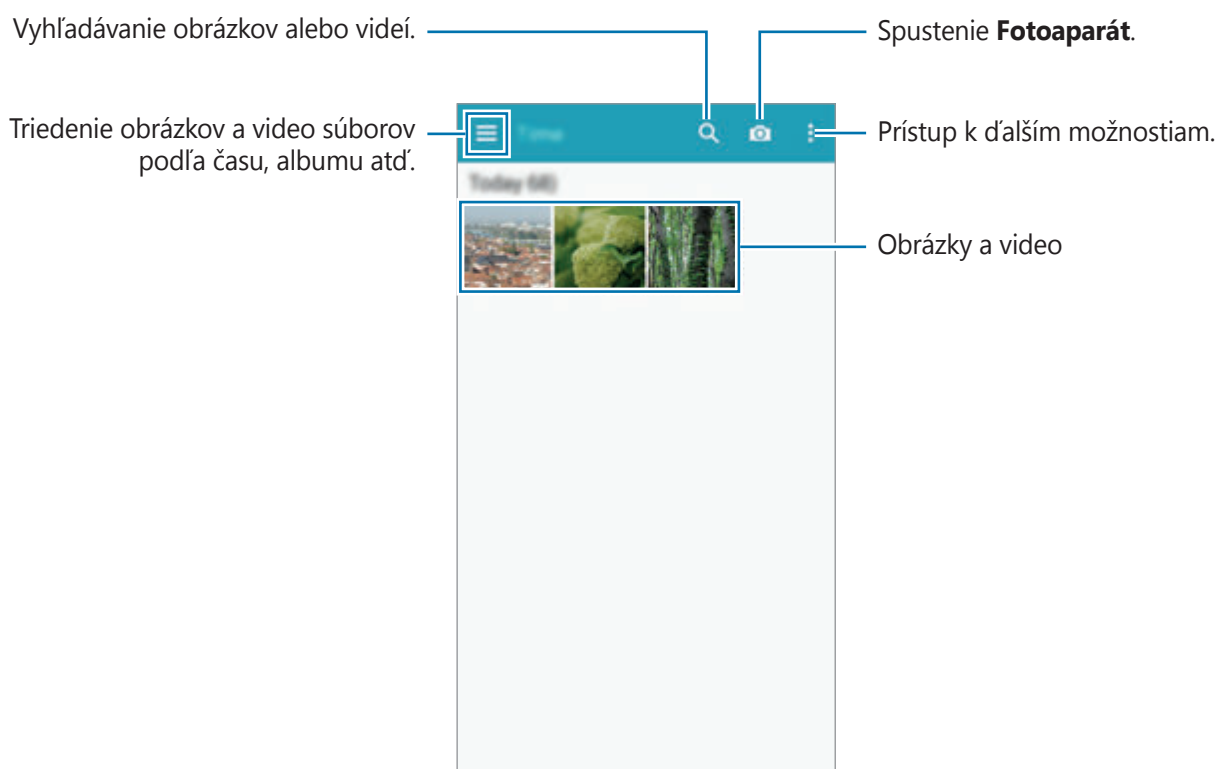 Vyhľadávanie obrázkov alebo videí.
Spustenie Fotoaparát.
Triedenie obrázkov a video súborov
podľa času, albumu atď.
Prístup k ďalším možnostiam.
Obrázky a video